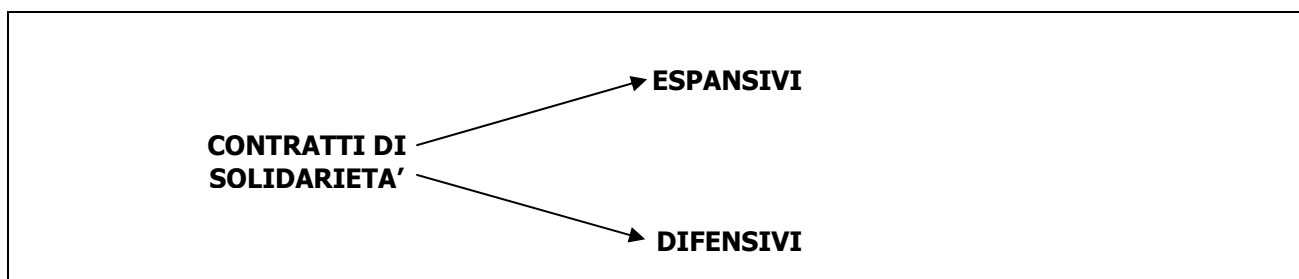 ESPANSIVI
CONTRATTI DI
SOLIDARIETA’
DIFENSIVI